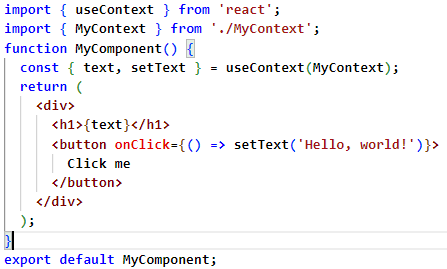 import { useContext } from 'react';
import { MyContext } from './MyContext';
function MyComponent() {
  const { text, setText } = useContext(MyContext);
  return (
    <div>
      <h1>{text}</h1>
      <button onClick={() => setText('Hello, world!')}>
        Click me
      </button>
    </div>
  );
}
export default MyComponent;